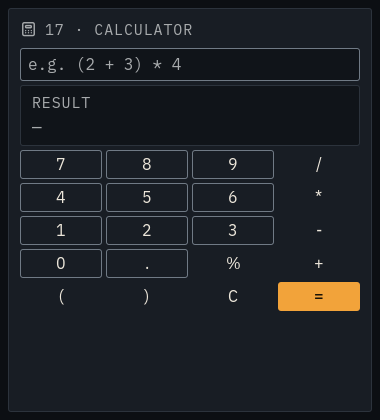 17 · CALCULATOR
e.g. (2 + 3) * 4
RESULT
—
7 8 9 /
4 5 6 *
1 2 3 -
0 . % +
( ) C =